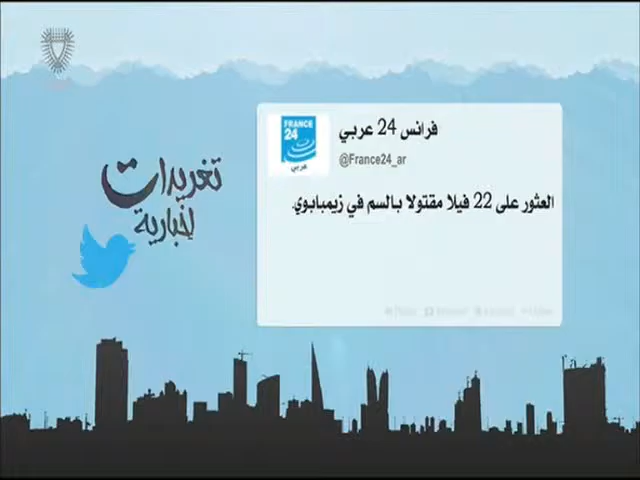 تغريدات
إخبارية
FRANCE
24
عربي
فرانس 24 عربي
@France24_ar
العثور على 22 فيلا مقتولا بالسم في زيمبابوي.